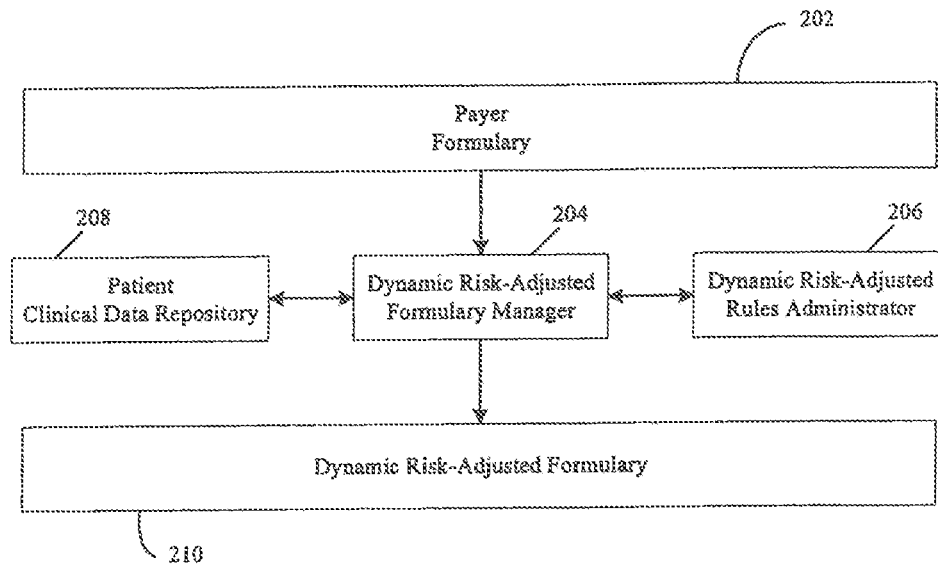 202
Payer
Formulary
208
204
206
Patient
Clinical Data Repository
Dynamic Risk-Adjusted
Formulary Manager
Dynamic Risk-Adjusted
Rules Administrator
Dynamic Risk-Adjusted Formulary
210